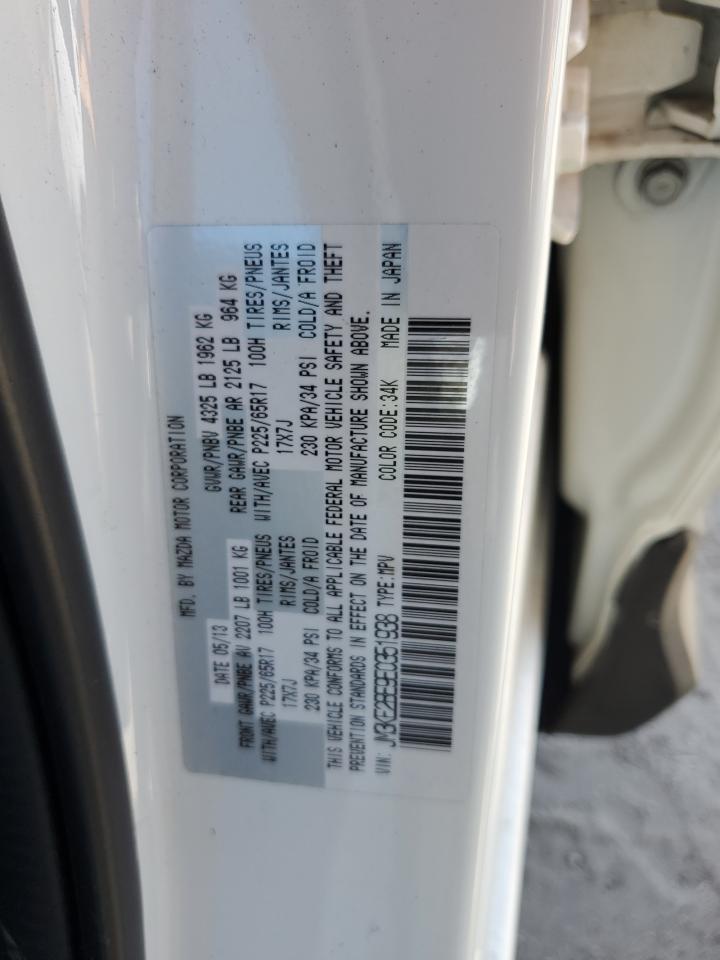 MFD. BY MAZDA MOTOR CORPORATION
DATE 05/13 GVWR/PNBV 4325 LB 1962 KG
FRONT GAWR/PNBE AV 2207 LB 1001 KG REAR GAWR/PNBE AR 2125 LB 964 KG
WITH/AVEC P225/65R17 100H TIRES/PNEUS WITH/AVEC P225/65R17 100H TIRES/PNEUS
17X7J RIMS/JANTES 17X7J RIMS/JANTES
230 KPA/34 PSI COLD/A FROID 230 KPA/34 PSI COLD/A FROID
THIS VEHICLE CONFORMS TO ALL APPLICABLE FEDERAL MOTOR VEHICLE SAFETY AND THEFT
PREVENTION STANDARDS IN EFFECT ON THE DATE OF MANUFACTURE SHOWN ABOVE.
VIN: JM3KE2BE9E0351938 TYPE:MPV COLOR CODE:34K MADE IN JAPAN